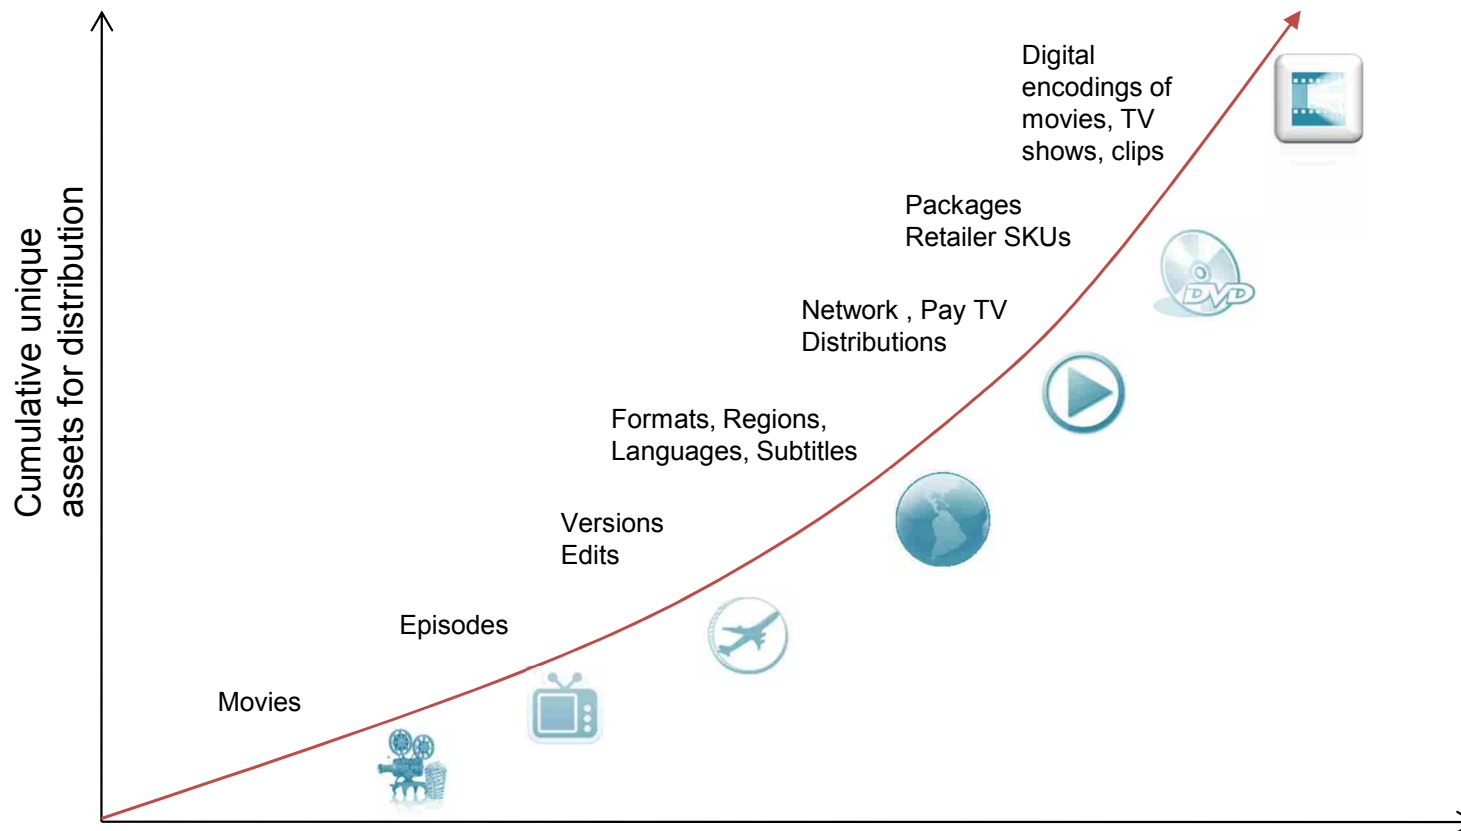 Digital
encodings of
movies, TV
shows, clips
Packages
Retailer SKUs
Network , Pay TV
Distributions
Formats, Regions,
Languages, Subtitles
Versions
Edits
Episodes
Movies
Cumulative unique
assets for distribution
DVD